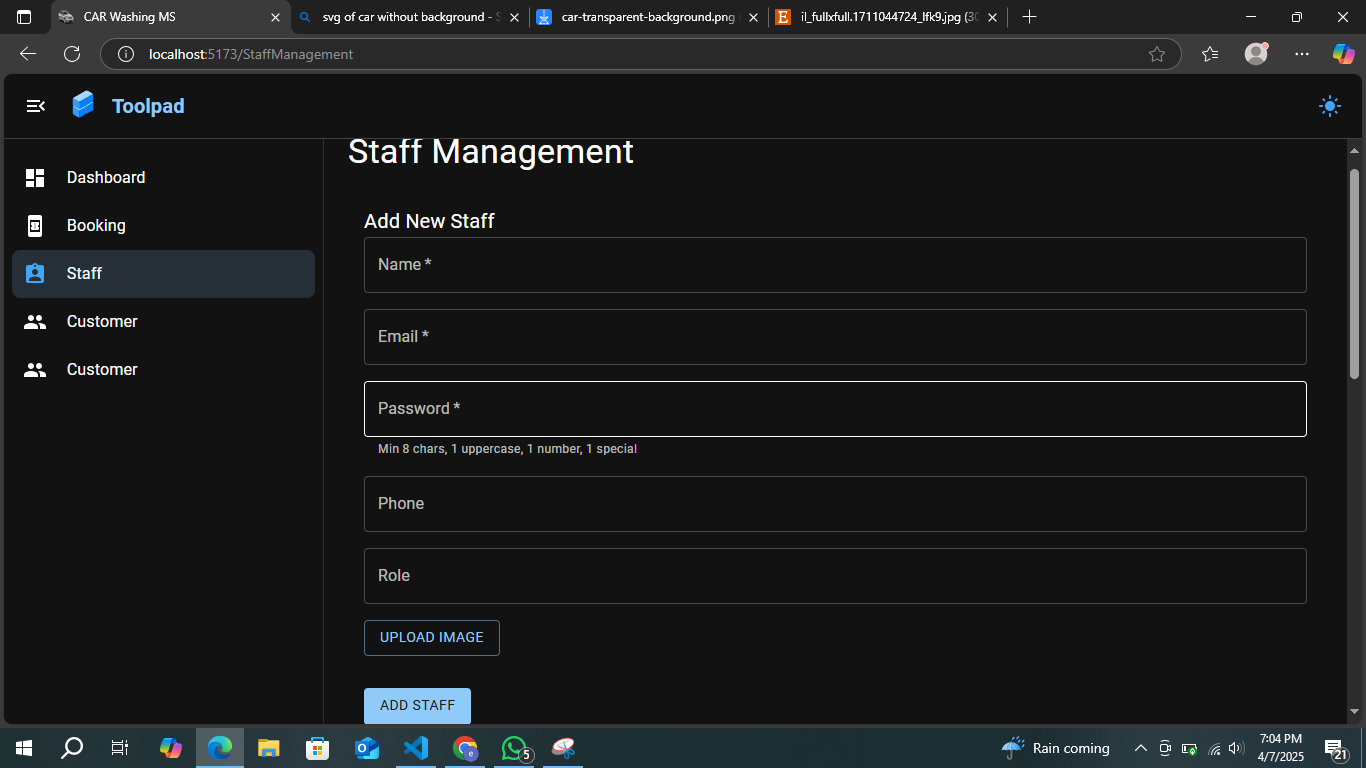 CAR Washing MS
svg of car without background - S
car-transparent-background.png (
il_fullxfull.1711044724_lfk9.jpg (30
localhost:5173/StaffManagement
Toolpad
Dashboard
Booking
Staff
Customer
Customer
Staff Management
Add New Staff
Name *
Email *
Password *
Min 8 chars, 1 uppercase, 1 number, 1 special
Phone
Role
UPLOAD IMAGE
ADD STAFF
5
Rain coming
7:04 PM
4/7/2025
21